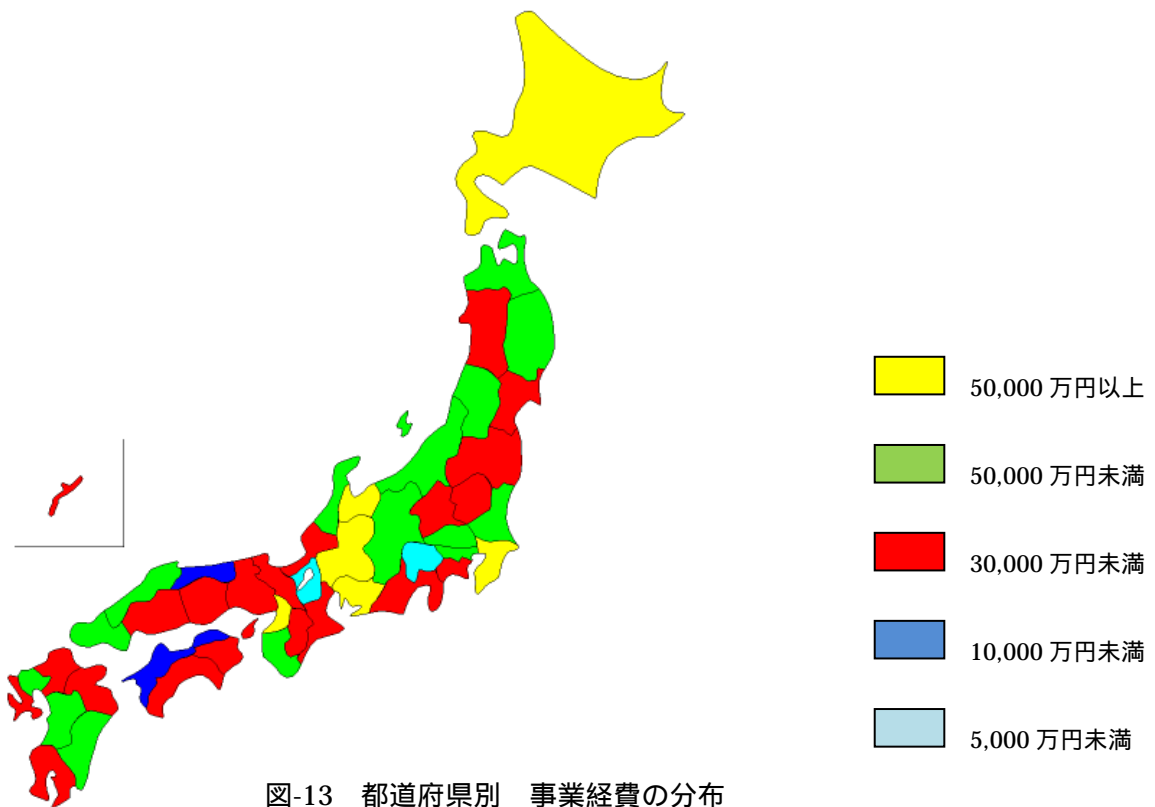 50,000 万円以上
50,000 万円未満
30,000 万円未満
10,000 万円未満
5,000 万円未満
図-13　都道府県別　事業経費の分布